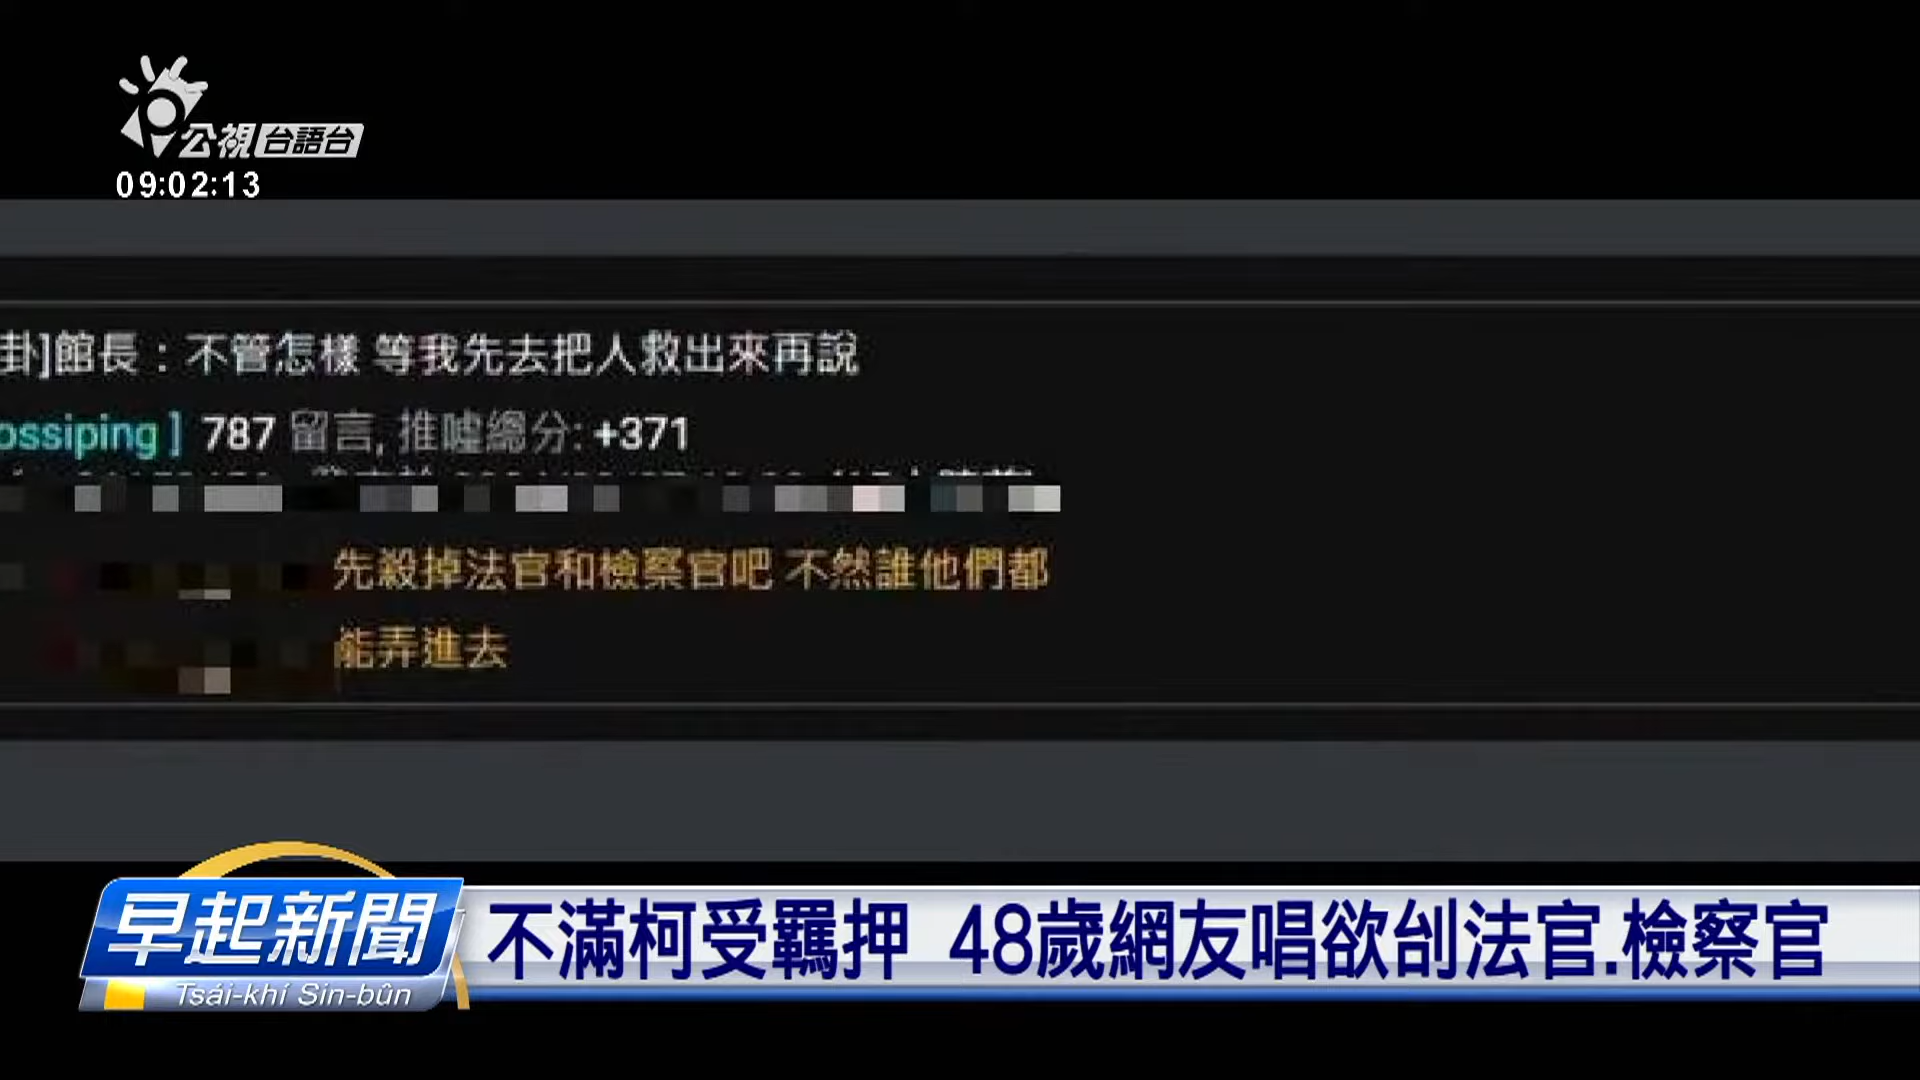 公視台語台
09:02:13
卦]館長：不管怎樣 等我先去把人救出來再說
ossiping] 787 留言, 推噓總分: +371
先殺掉法官和檢察官吧 不然誰他們都
能弄進去
早起新聞
Tsái-khí Sin-bûn
不滿柯受羈押 48歲網友唱欲刣法官.檢察官